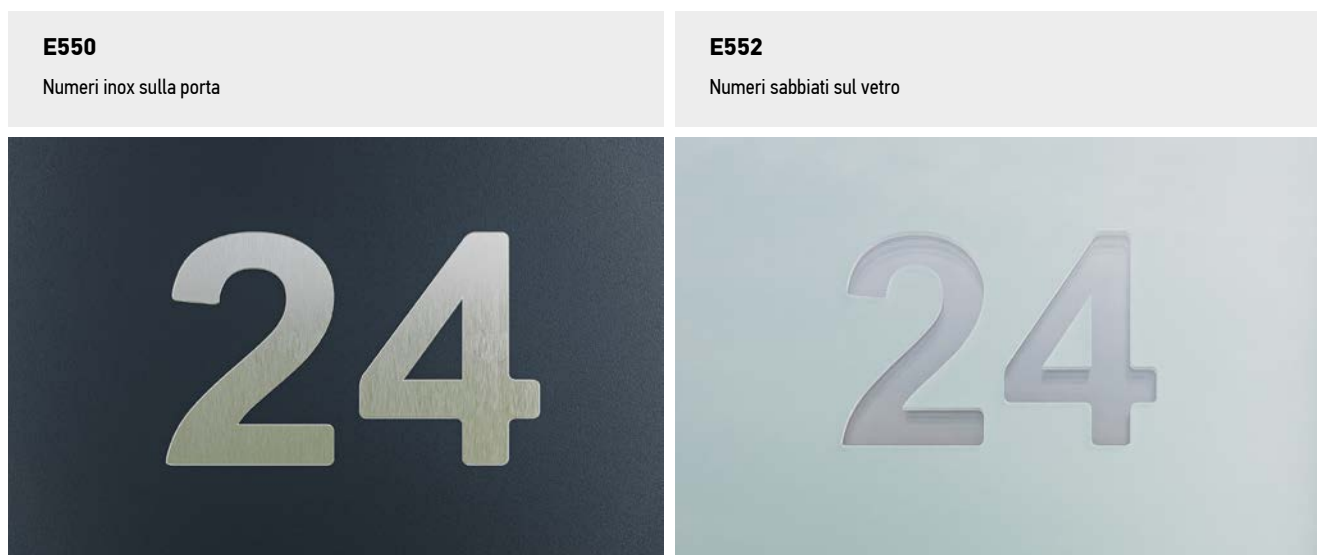 E550
Numeri inox sulla porta
24
E552
Numeri sabbiati sul vetro
24